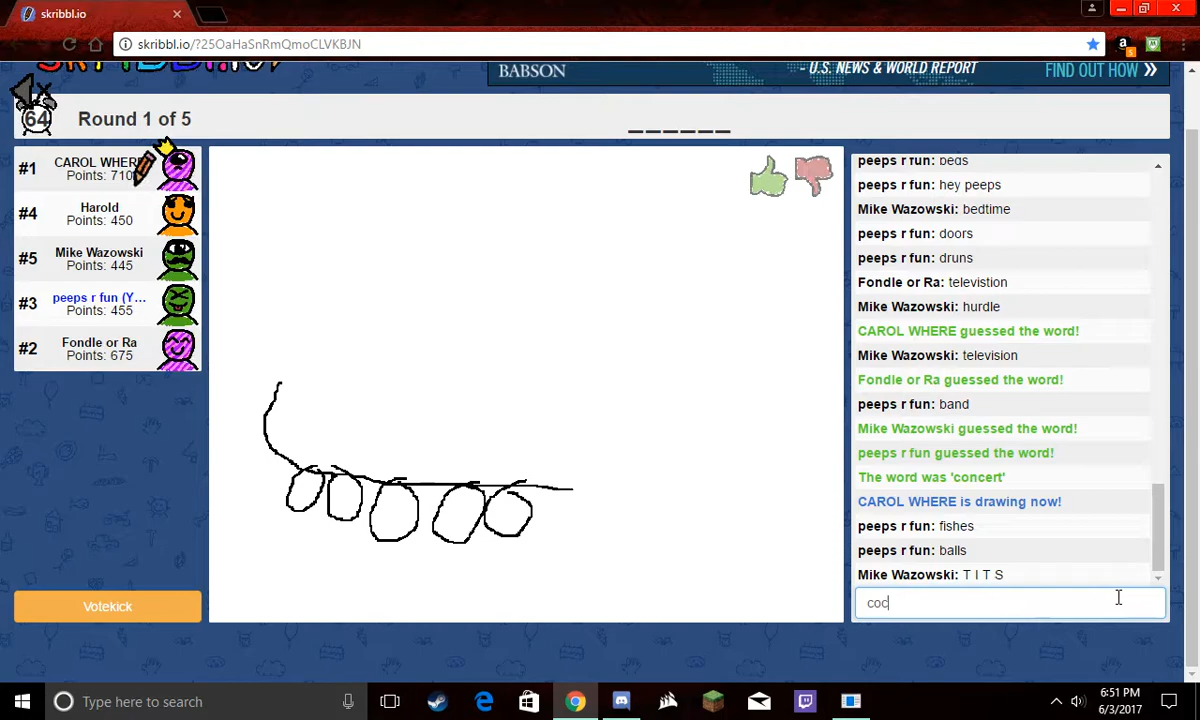 skribbl.io
skribbl.io/?25OaHaSnRmQmoCLVKBJN
BABSON
- U.S. NEWS & WORLD REPORT
FIND OUT HOW »
64
Round 1 of 5
______
#1 CAROL WHERE
Points: 710
#4 Harold
Points: 450
#5 Mike Wazowski
Points: 445
#3 peeps r fun (Y...
Points: 455
#2 Fondle or Ra
Points: 675
Votekick
peeps r fun: beds
peeps r fun: hey peeps
Mike Wazowski: bedtime
peeps r fun: doors
peeps r fun: druns
Fondle or Ra: televistion
Mike Wazowski: hurdle
CAROL WHERE guessed the word!
Mike Wazowski: television
Fondle or Ra guessed the word!
peeps r fun: band
Mike Wazowski guessed the word!
peeps r fun guessed the word!
The word was 'concert'
CAROL WHERE is drawing now!
peeps r fun: fishes
peeps r fun: balls
Mike Wazowski: T I T S
coc
Type here to search
6:51 PM
6/3/2017